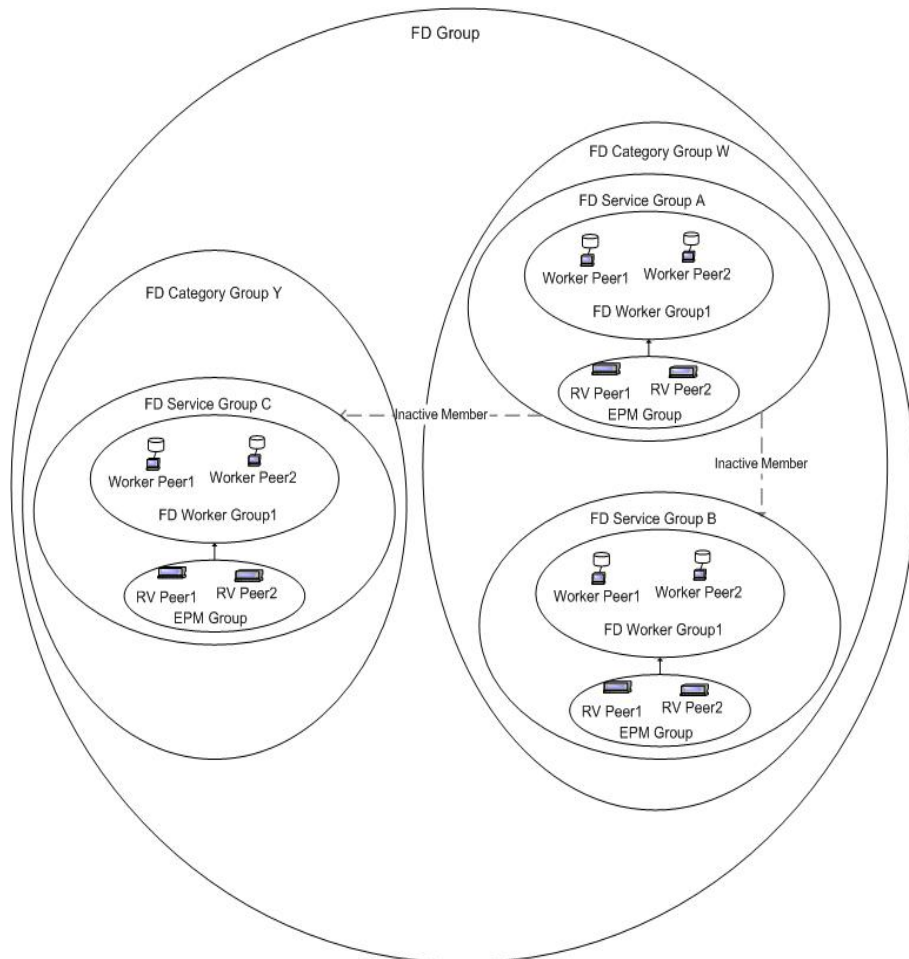 FD Group
FD Category Group W
FD Service Group A
Worker Peer1
Worker Peer2
FD Worker Group1
RV Peer1
RV Peer2
EPM Group
Inactive Member
Inactive Member
FD Category Group Y
FD Service Group C
Worker Peer1
Worker Peer2
FD Worker Group1
RV Peer1
RV Peer2
EPM Group
FD Service Group B
Worker Peer1
Worker Peer2
FD Worker Group1
RV Peer1
RV Peer2
EPM Group